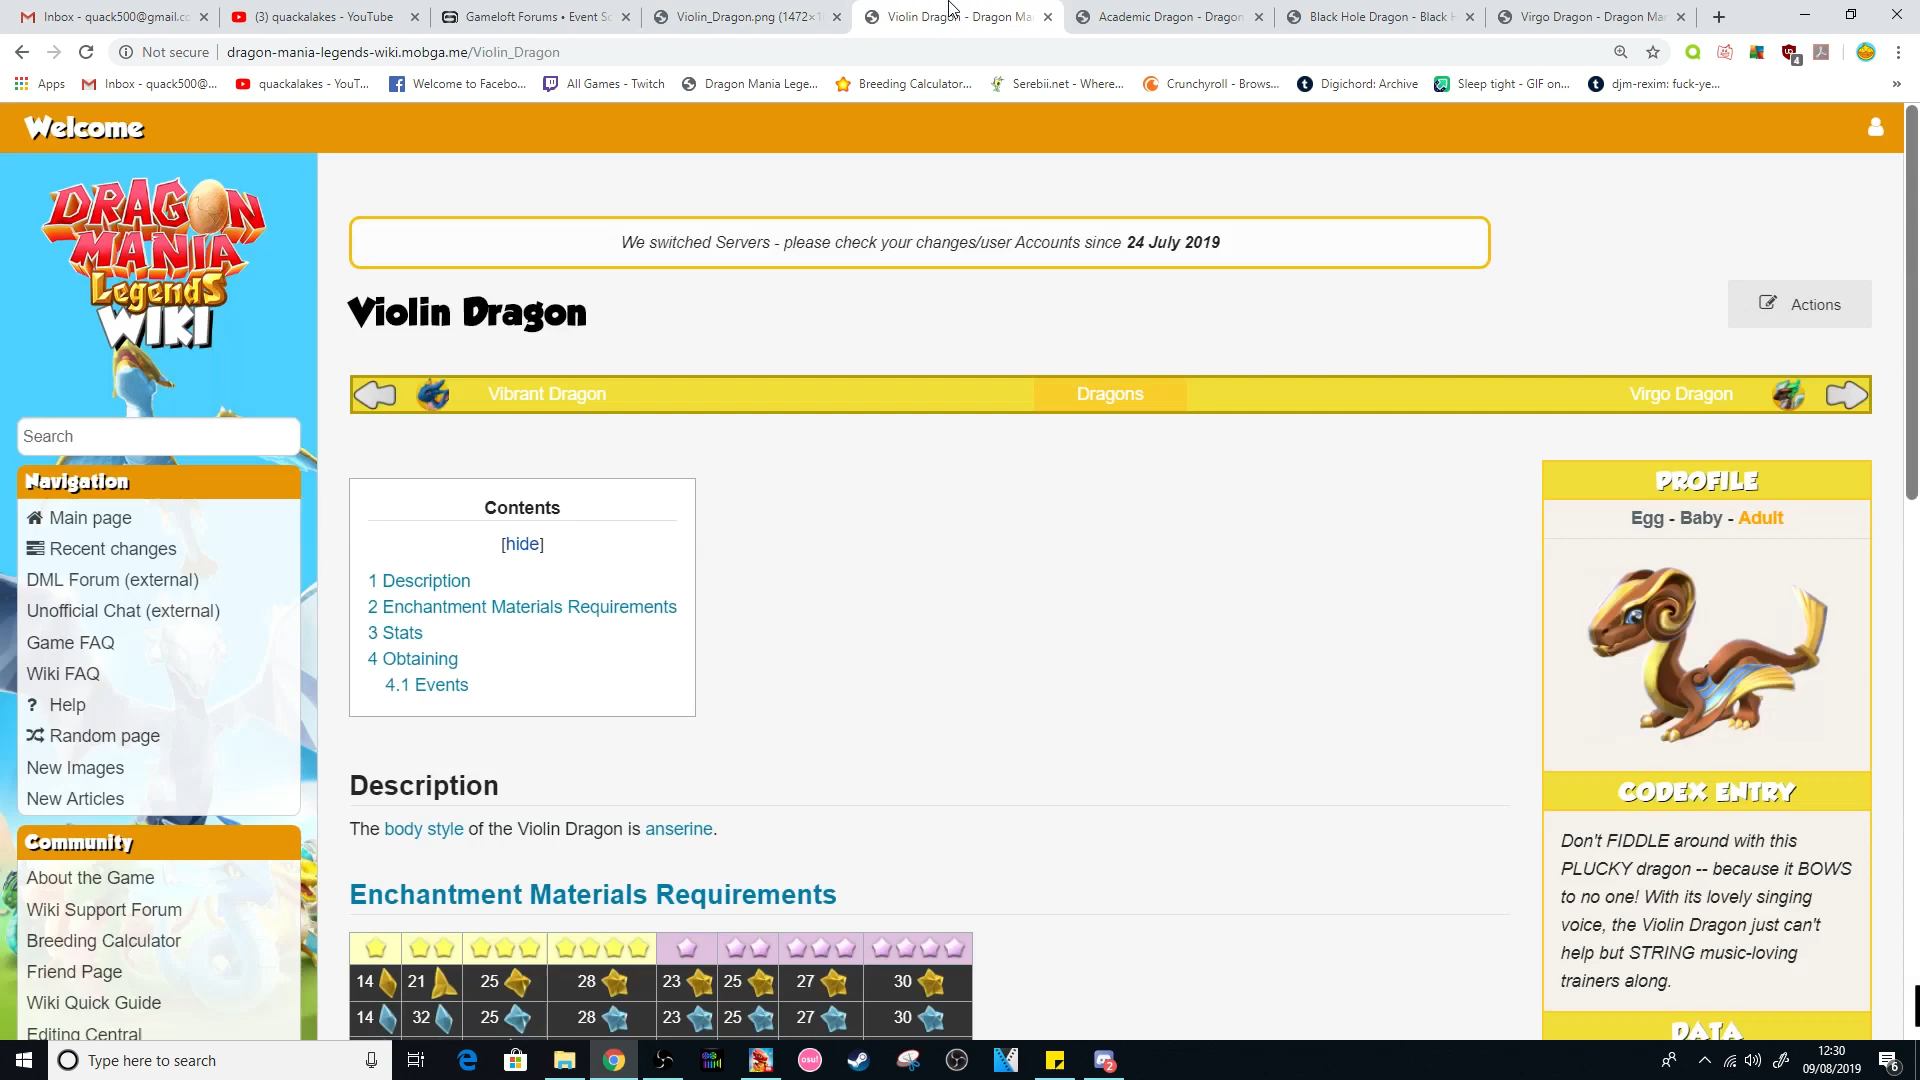 Inbox - quack500@gmail.cc
(3) quackalakes - YouTube
Gameloft Forums • Event Sc
Violin_Dragon.png (1472×1
Violin Dragon - Dragon Ma
Academic Dragon - Dragon
Black Hole Dragon - Black H
Virgo Dragon - Dragon Ma
Not secure
dragon-mania-legends-wiki.mobga.me/Violin_Dragon
4
Apps
Inbox - quack500@...
quackalakes - YouT...
Welcome to Facebo...
All Games - Twitch
Dragon Mania Lege...
Breeding Calculator...
Serebii.net - Where...
Crunchyroll - Brows...
Digichord: Archive
Sleep tight - GIF on...
djm-rexim: fuck-ye...
Welcome
DRAGON
MANIA
LegendS
WIKI
We switched Servers - please check your changes/user Accounts since 24 July 2019
Violin Dragon
Actions
Vibrant Dragon
Dragons
Virgo Dragon
Search
Navigation
Main page
Recent changes
DML Forum (external)
Unofficial Chat (external)
Game FAQ
Wiki FAQ
? Help
Random page
New Images
New Articles
Community
About the Game
Wiki Support Forum
Breeding Calculator
Friend Page
Wiki Quick Guide
Editing Central
Contents
[hide]
1 Description
2 Enchantment Materials Requirements
3 Stats
4 Obtaining
4.1 Events
Description
The body style of the Violin Dragon is anserine.
Enchantment Materials Requirements
14 21 25 28 23 25 27 30
14 32 25 28 23 25 27 30
PROFILE
Egg - Baby - Adult
CODEX ENTRY
Don't FIDDLE around with this
PLUCKY dragon -- because it BOWS
to no one! With its lovely singing
voice, the Violin Dragon just can't
help but STRING music-loving
trainers along.
DATA
Type here to search
osu!
2
12:30
09/08/2019
6